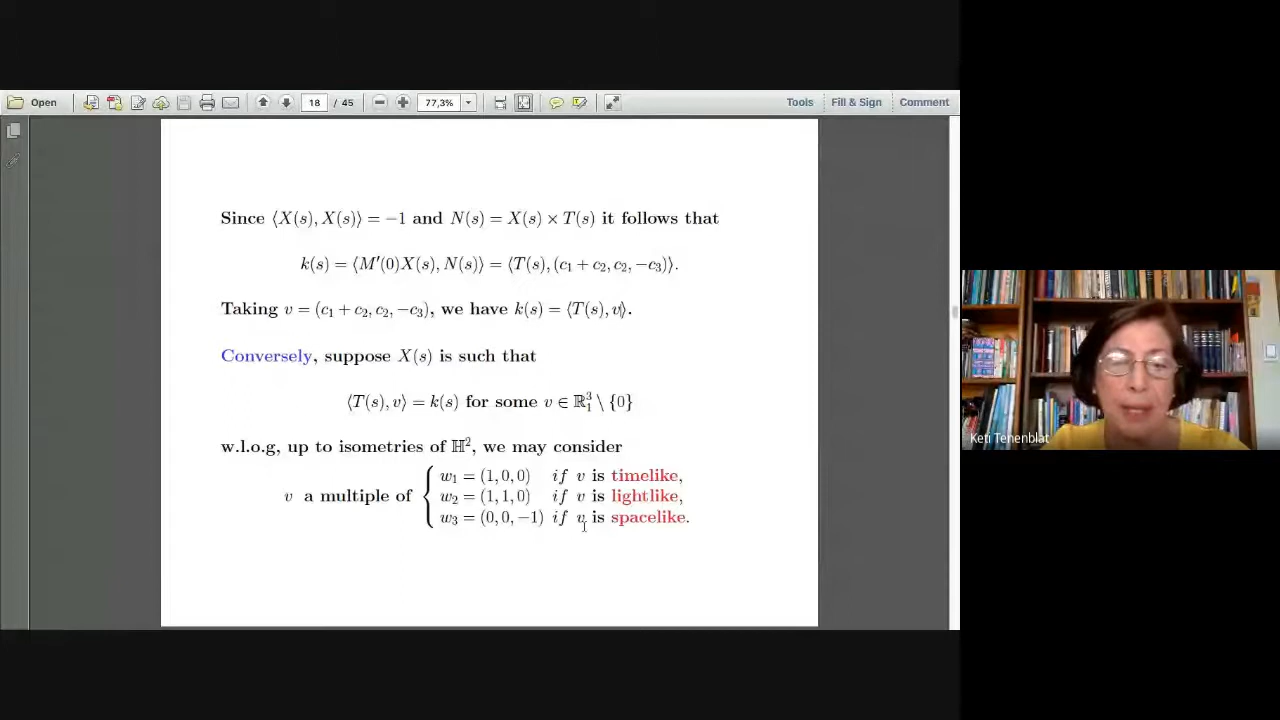 Open 18 / 45 77,3% Tools Fill & Sign Comment
Since ⟨X(s), X(s)⟩ = −1 and N(s) = X(s) × T(s) it follows that
k(s) = ⟨M′(0)X(s), N(s)⟩ = ⟨T(s), (c₁ + c₂, c₂, −c₃)⟩.
Taking v = (c₁ + c₂, c₂, −c₃), we have k(s) = ⟨T(s), v⟩.
Conversely, suppose X(s) is such that
⟨T(s), v⟩ = k(s) for some v ∈ ℝ³₁ \ {0}
w.l.o.g, up to isometries of ℍ², we may consider
w₁ = (1, 0, 0) if v is timelike,
v a multiple of { w₂ = (1, 1, 0) if v is lightlike,
w₃ = (0, 0, −1) if v is spacelike.
Keti Tenenblat